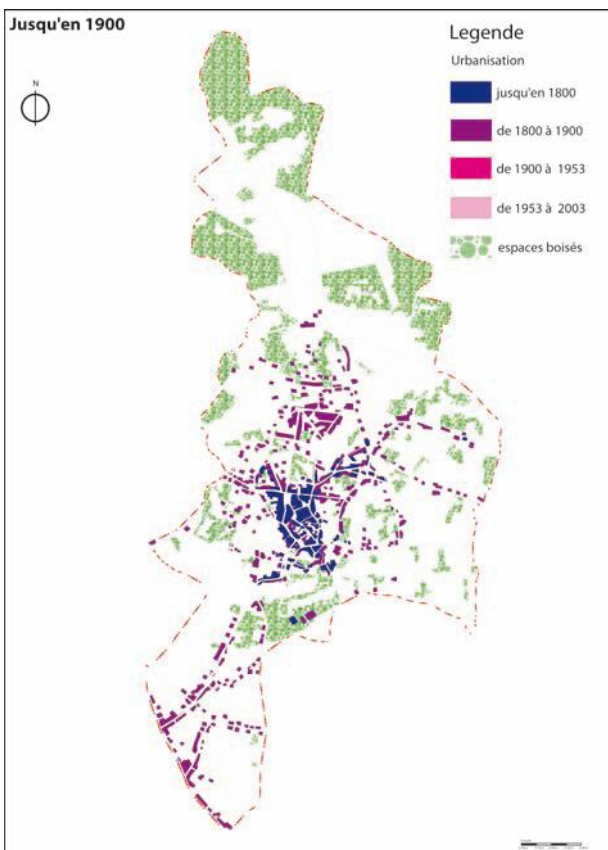 Jusqu'en 1900
N
Legende
Urbanisation
jusqu'en 1800
de 1800 à 1900
de 1900 à 1953
de 1953 à 2003
espaces boisés